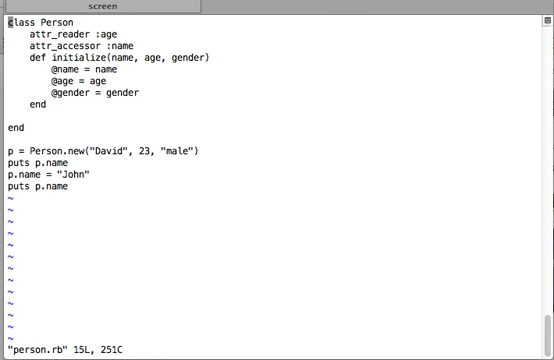 screen
class Person
    attr_reader :age
    attr_accessor :name
    def initialize(name, age, gender)
        @name = name
        @age = age
        @gender = gender
    end

end

p = Person.new("David", 23, "male")
puts p.name
p.name = "John"
puts p.name
~
~
~
~
~
~
~
~
~
~
~
~
~
"person.rb" 15L, 251C